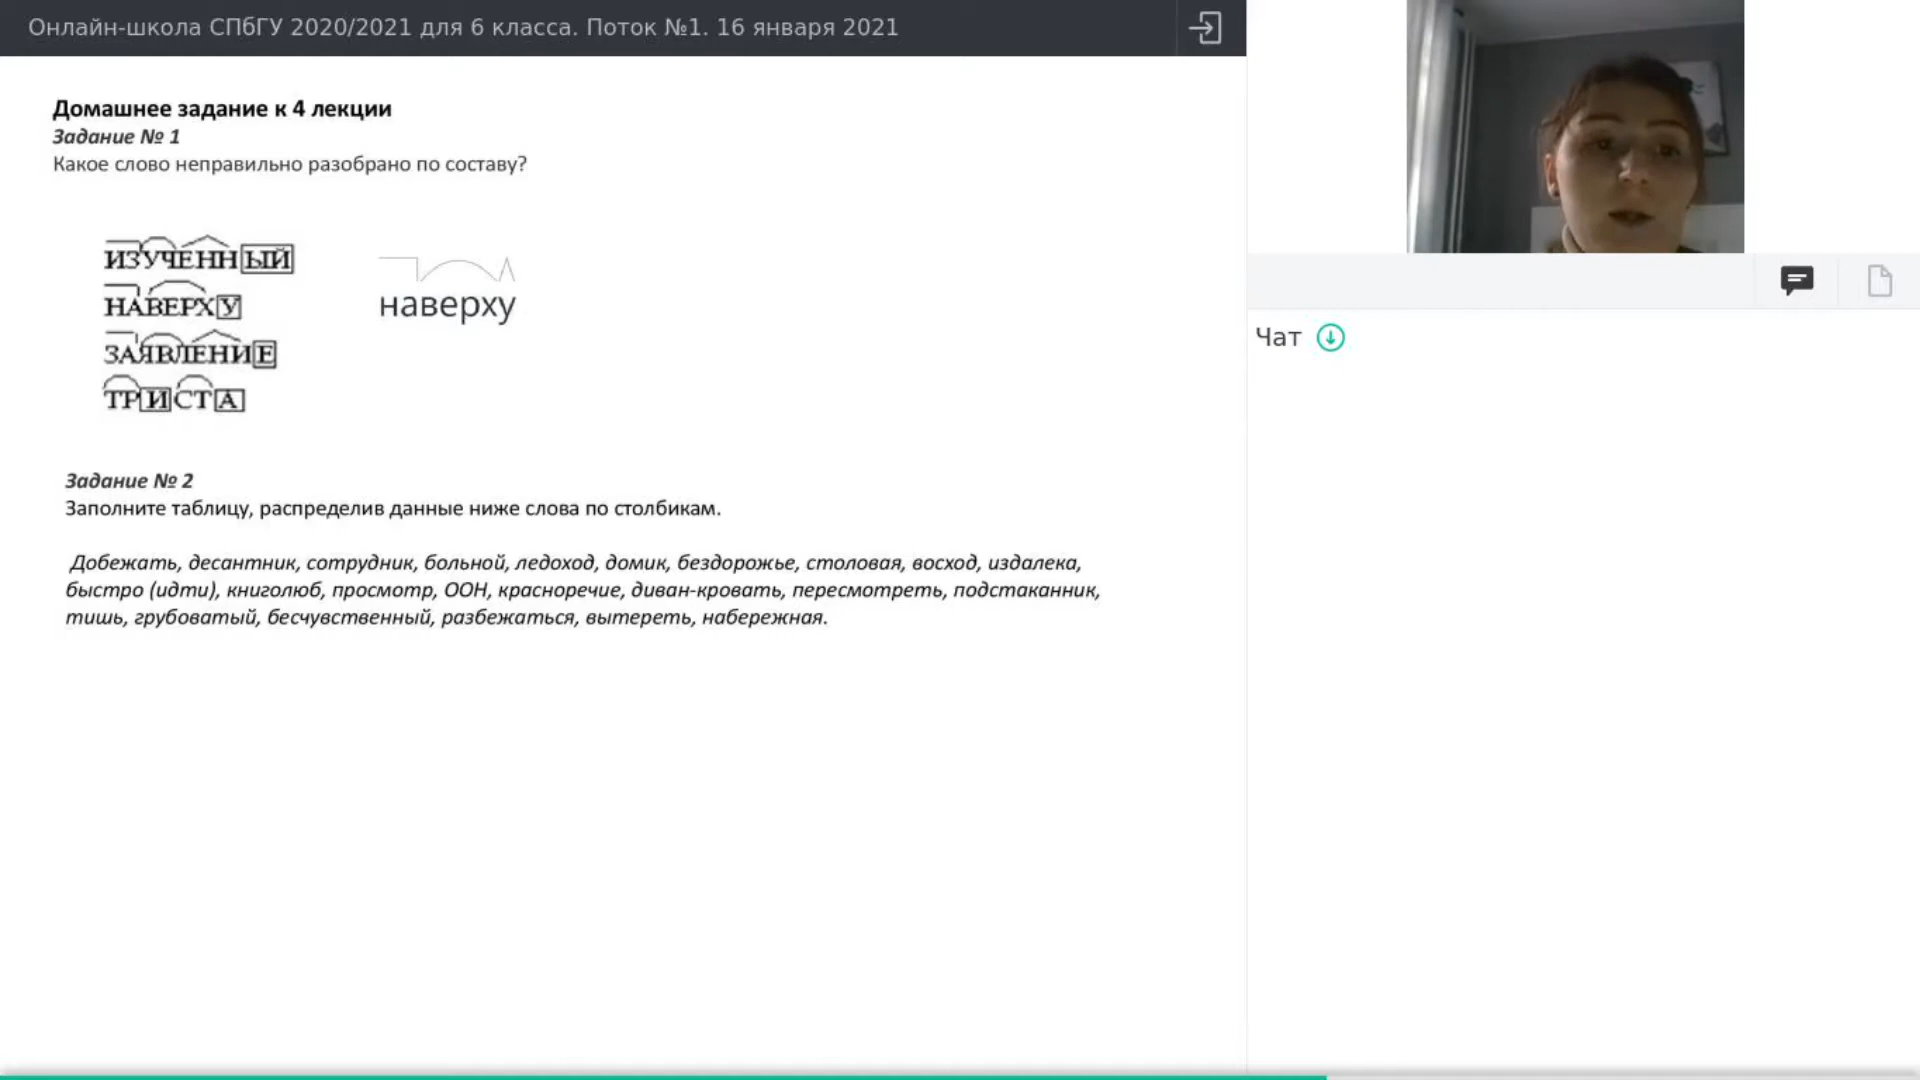 Онлайн-школа СПбГУ 2020/2021 для 6 класса. Поток №1. 16 января 2021
Домашнее задание к 4 лекции
Задание № 1
Какое слово неправильно разобрано по составу?
ИЗУЧЕННЫЙ
НАВЕРХУ
ЗАЯВЛЕНИЕ
ТРИСТА
наверху
Задание № 2
Заполните таблицу, распределив данные ниже слова по столбикам.
Добежать, десантник, сотрудник, больной, ледоход, домик, бездорожье, столовая, восход, издалека,
быстро (идти), книголюб, просмотр, ООН, красноречие, диван-кровать, пересмотреть, подстаканник,
тишь, грубоватый, бесчувственный, разбежаться, вытереть, набережная.
Чат